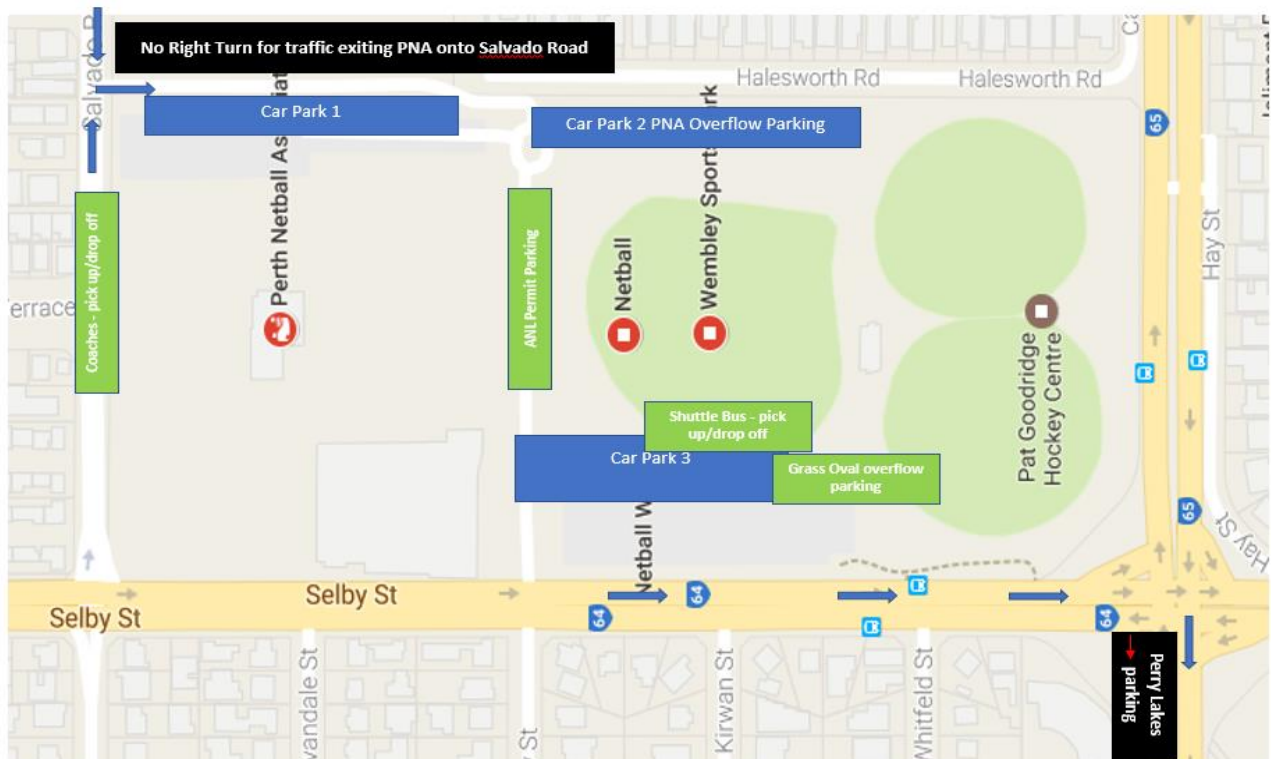 No Right Turn for traffic exiting PNA onto Salvado Road
Salvado R
Halesworth Rd
Halesworth Rd
Ca
Car Park 1
Car Park 2 PNA Overflow Parking
65
Coaches - pick up/drop off
Perth Netball As
iat
ANL Permit Parking
Netball
Wembley Sports
rk
Hay St
errace
Pat Goodridge
Hockey Centre
Shuttle Bus - pick
up/drop off
Car Park 3
Grass Oval overflow
parking
Netball W
65
Hay St
Selby St
Selby St
64
64
64
Perry Lakes
parking
vandale St
y St
Kirwan St
Whitfeld St